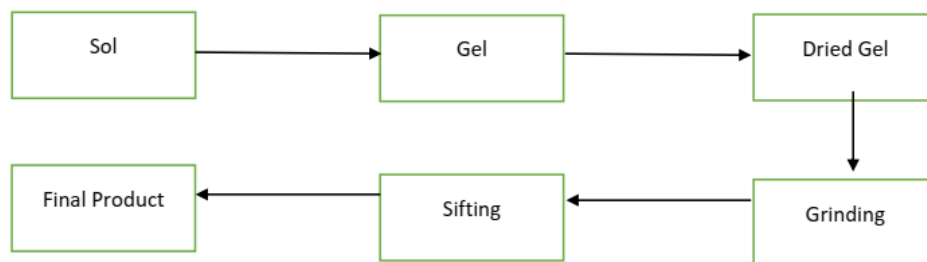 Sol
Gel
Dried Gel
Grinding
Sifting
Final Product